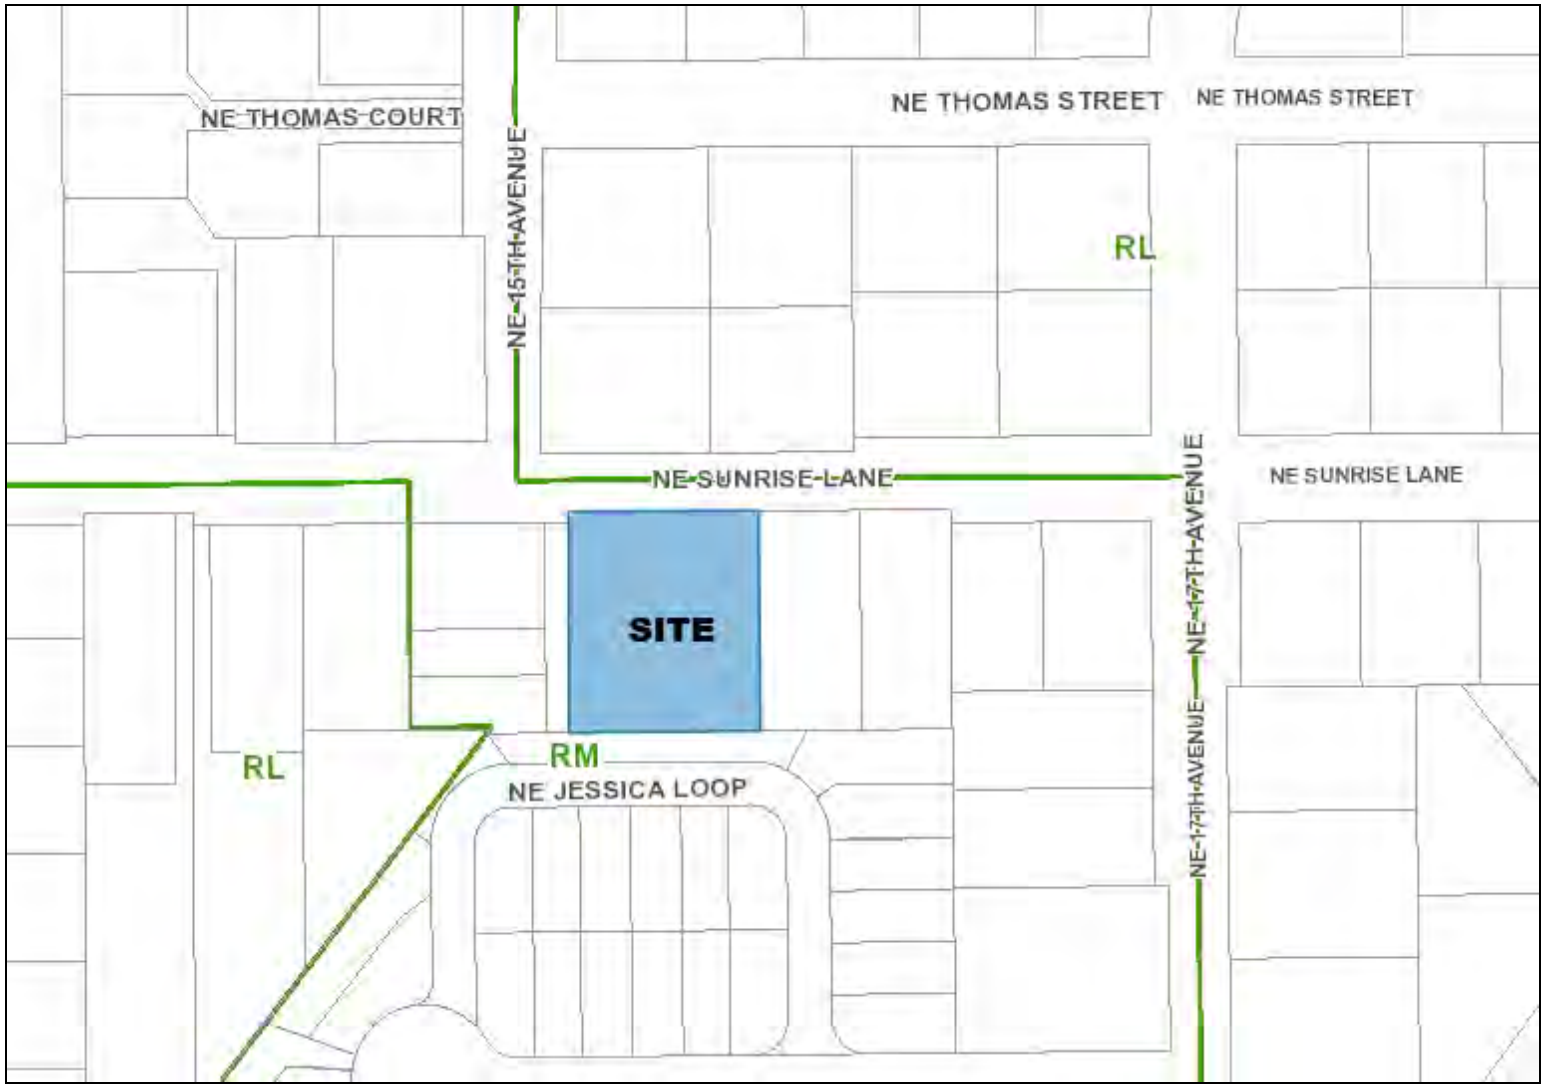 NE THOMAS COURT
NE THOMAS STREET
NE THOMAS STREET
NE 15TH AVENUE
RL
NE SUNRISE LANE
NE SUNRISE LANE
NE 17TH AVENUE
SITE
RL
RM
NE JESSICA LOOP
NE 17TH AVENUE